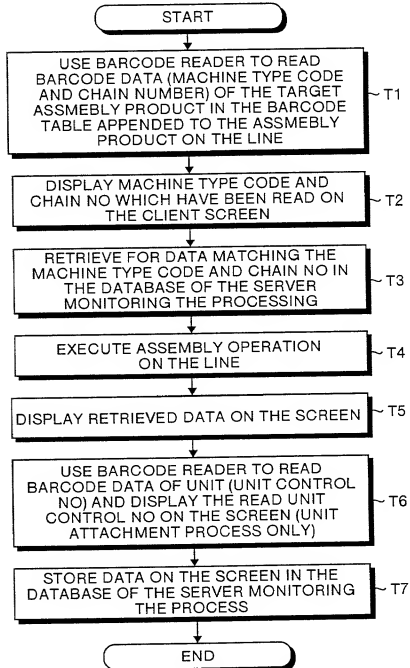 START
USE BARCODE READER TO READ
BARCODE DATA (MACHINE TYPE CODE
AND CHAIN NUMBER) OF THE TARGET
ASSMEBLY PRODUCT IN THE BARCODE
TABLE APPENDED TO THE ASSMEBLY
PRODUCT ON THE LINE
T1
DISPLAY MACHINE TYPE CODE AND
CHAIN NO WHICH HAVE BEEN READ ON
THE CLIENT SCREEN
T2
RETRIEVE FOR DATA MATCHING THE
MACHINE TYPE CODE AND CHAIN NO IN
THE DATABASE OF THE SERVER
MONITORING THE PROCESSING
T3
EXECUTE ASSEMBLY OPERATION
ON THE LINE
T4
DISPLAY RETRIEVED DATA ON THE SCREEN
T5
USE BARCODE READER TO READ
BARCODE DATA OF UNIT (UNIT CONTROL
NO) AND DISPLAY THE READ UNIT
CONTROL NO ON THE SCREEN (UNIT
ATTACHMENT PROCESS ONLY)
T6
STORE DATA ON THE SCREEN IN THE
DATABASE OF THE SERVER MONITORING
THE PROCESS
T7
END